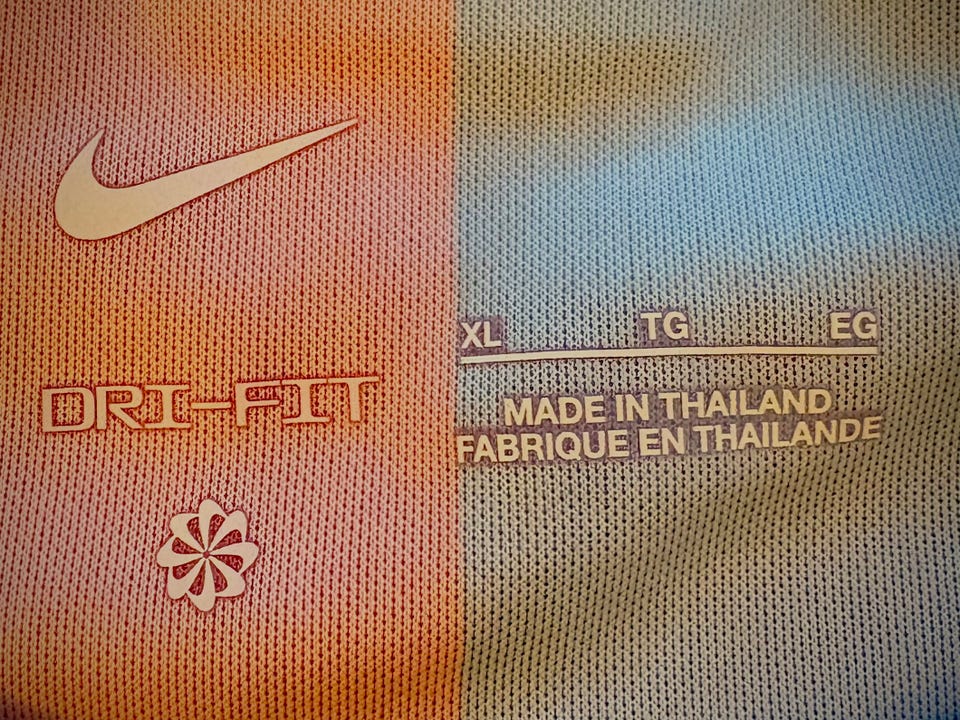 DRI-FIT
XL TG EG
MADE IN THAILAND
FABRIQUE EN THAILANDE